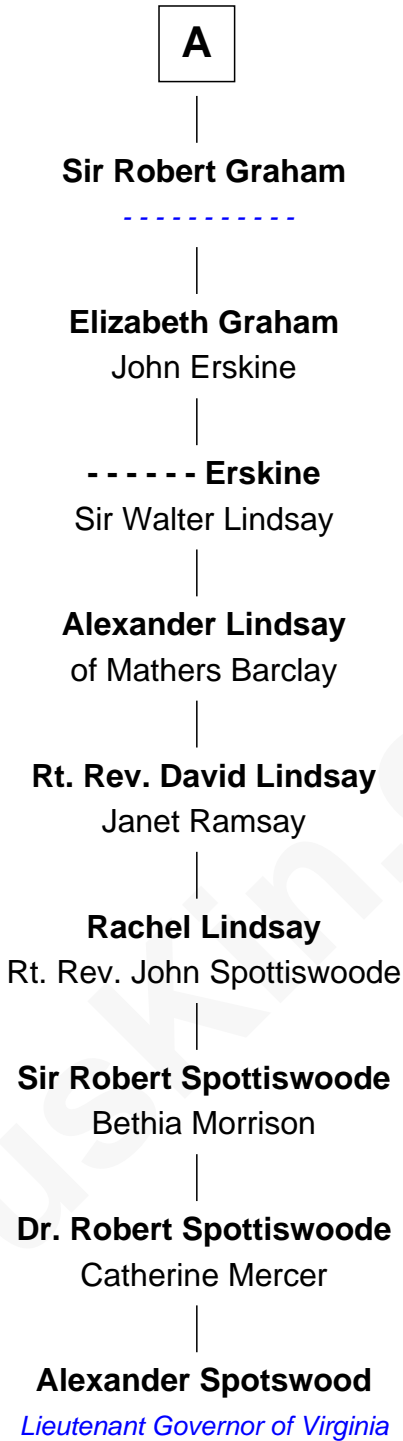 A
Sir Robert Graham
- - - - - - - - - - -
Elizabeth Graham
John Erskine
- - - - - - Erskine
Sir Walter Lindsay
Alexander Lindsay
of Mathers Barclay
Rt. Rev. David Lindsay
Janet Ramsay
Rachel Lindsay
Rt. Rev. John Spottiswoode
Sir Robert Spottiswoode
Bethia Morrison
Dr. Robert Spottiswoode
Catherine Mercer
Alexander Spotswood
Lieutenant Governor of Virginia